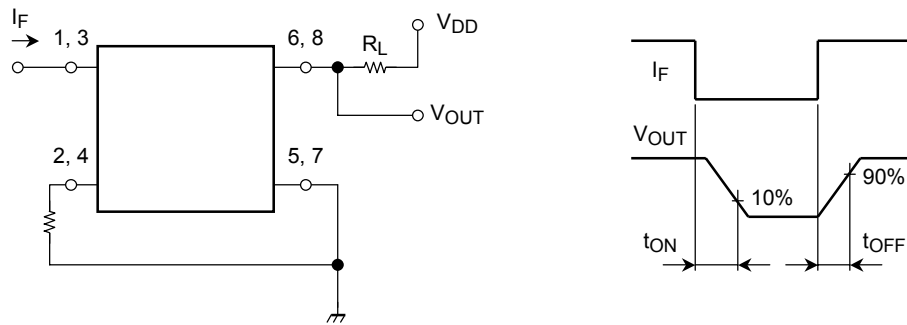 IF
1, 3
6, 8
RL
VDD
VOUT
2, 4
5, 7
IF
VOUT
10%
90%
tON
tOFF